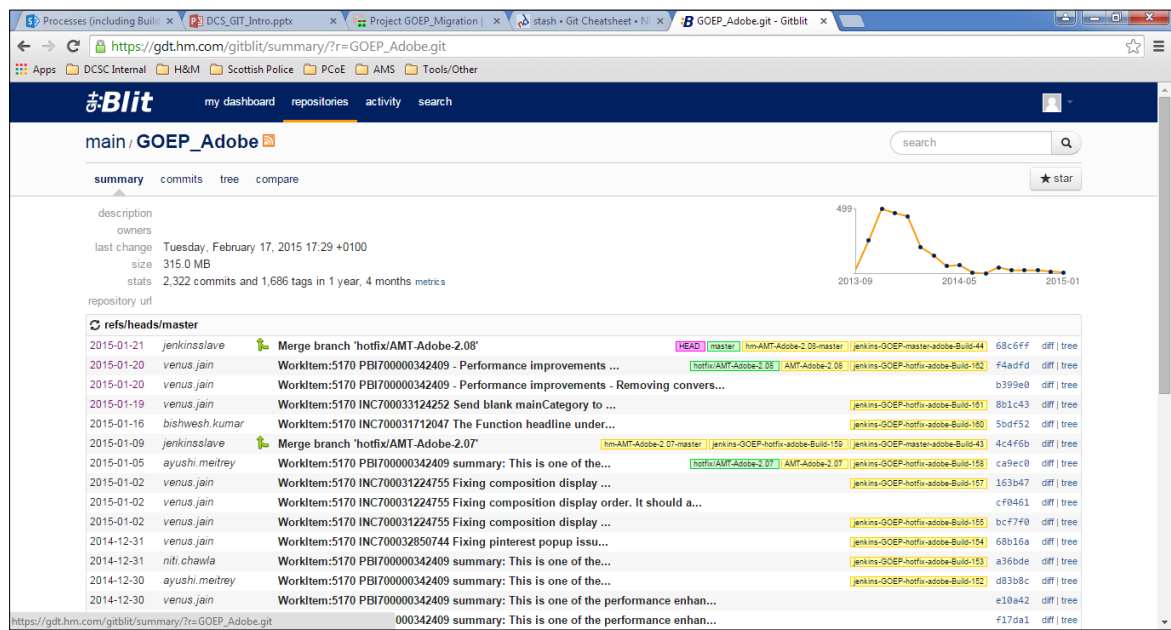 Processes (including Build DCS_GIT_Intro.pptx Project GOEP_Migration | stash • Git Cheatsheet • N GOEP_Adobe.git - Gitblit
https://gdt.hm.com/gitblit/summary/?r=GOEP_Adobe.git
Apps DCSC Internal H&M Scottish Police PCoE AMS Tools/Other
Blit my dashboard repositories activity search
main / GOEP_Adobe search
summary commits tree compare star
description 499
owners
last change Tuesday, February 17, 2015 17:29 +0100
size 315.0 MB
stats 2,322 commits and 1,686 tags in 1 year, 4 months metrics 2013-09 2014-05 2015-01
repository url
refs/heads/master
2015-01-21 jenkinsslave Merge branch 'hotfix/AMT-Adobe-2.08' HEAD master hm-AMT-Adobe-2.08-master jenkins-GOEP-master-adobe-Build-44 68c6ff diff | tree
2015-01-20 venus.jain WorkItem:5170 PBI700000342409 - Performance improvements ... hotfix/AMT-Adobe-2.08 AMT-Adobe-2.08 jenkins-GOEP-hotfix-adobe-Build-162 f4adfd diff | tree
2015-01-20 venus.jain WorkItem:5170 PBI700000342409 - Performance improvements - Removing convers... b399e0 diff | tree
2015-01-19 venus.jain WorkItem:5170 INC700033124252 Send blank mainCategory to ... jenkins-GOEP-hotfix-adobe-Build-161 8b1c43 diff | tree
2015-01-16 bishwesh.kumar WorkItem:5170 INC700031712047 The Function headline under... jenkins-GOEP-hotfix-adobe-Build-160 5bdf52 diff | tree
2015-01-09 jenkinsslave Merge branch 'hotfix/AMT-Adobe-2.07' hm-AMT-Adobe-2.07-master jenkins-GOEP-hotfix-adobe-Build-159 jenkins-GOEP-master-adobe-Build-43 4c4f6b diff | tree
2015-01-05 ayushi.meitrey WorkItem:5170 PBI700000342409 summary: This is one of the... hotfix/AMT-Adobe-2.07 AMT-Adobe-2.07 jenkins-GOEP-hotfix-adobe-Build-158 ca9ec0 diff | tree
2015-01-02 venus.jain WorkItem:5170 INC700031224755 Fixing composition display ... jenkins-GOEP-hotfix-adobe-Build-157 163b47 diff | tree
2015-01-02 venus.jain WorkItem:5170 INC700031224755 Fixing composition display order. It should a... cf0461 diff | tree
2015-01-02 venus.jain WorkItem:5170 INC700031224755 Fixing composition display ... jenkins-GOEP-hotfix-adobe-Build-155 bcf7f0 diff | tree
2014-12-31 venus.jain WorkItem:5170 INC700032850744 Fixing pinterest popup issu... jenkins-GOEP-hotfix-adobe-Build-154 68b16a diff | tree
2014-12-31 niti.chawla WorkItem:5170 PBI700000342409 summary: This is one of the... jenkins-GOEP-hotfix-adobe-Build-153 a36bde diff | tree
2014-12-30 ayushi.meitrey WorkItem:5170 PBI700000342409 summary: This is one of the... jenkins-GOEP-hotfix-adobe-Build-152 d83b8c diff | tree
2014-12-30 venus.jain WorkItem:5170 PBI700000342409 summary: This is one of the performance enhan... e10a42 diff | tree
https://gdt.hm.com/gitblit/summary/?r=GOEP_Adobe.git 000342409 summary: This is one of the performance enhan... f17da1 diff | tree